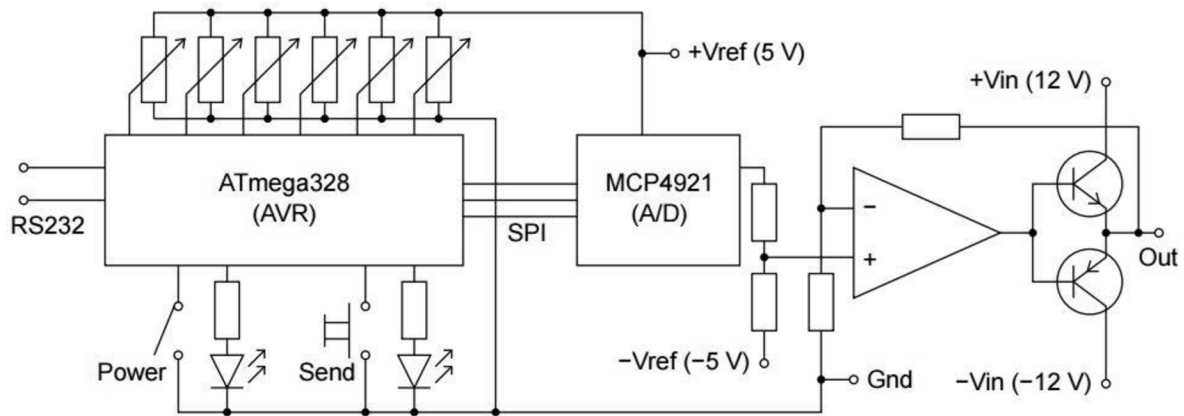 +Vref (5 V)
+Vin (12 V)
ATmega328
(AVR)
MCP4921
(A/D)
−
+
RS232
SPI
Out
Power
Send
−Vref (−5 V)
Gnd
−Vin (−12 V)